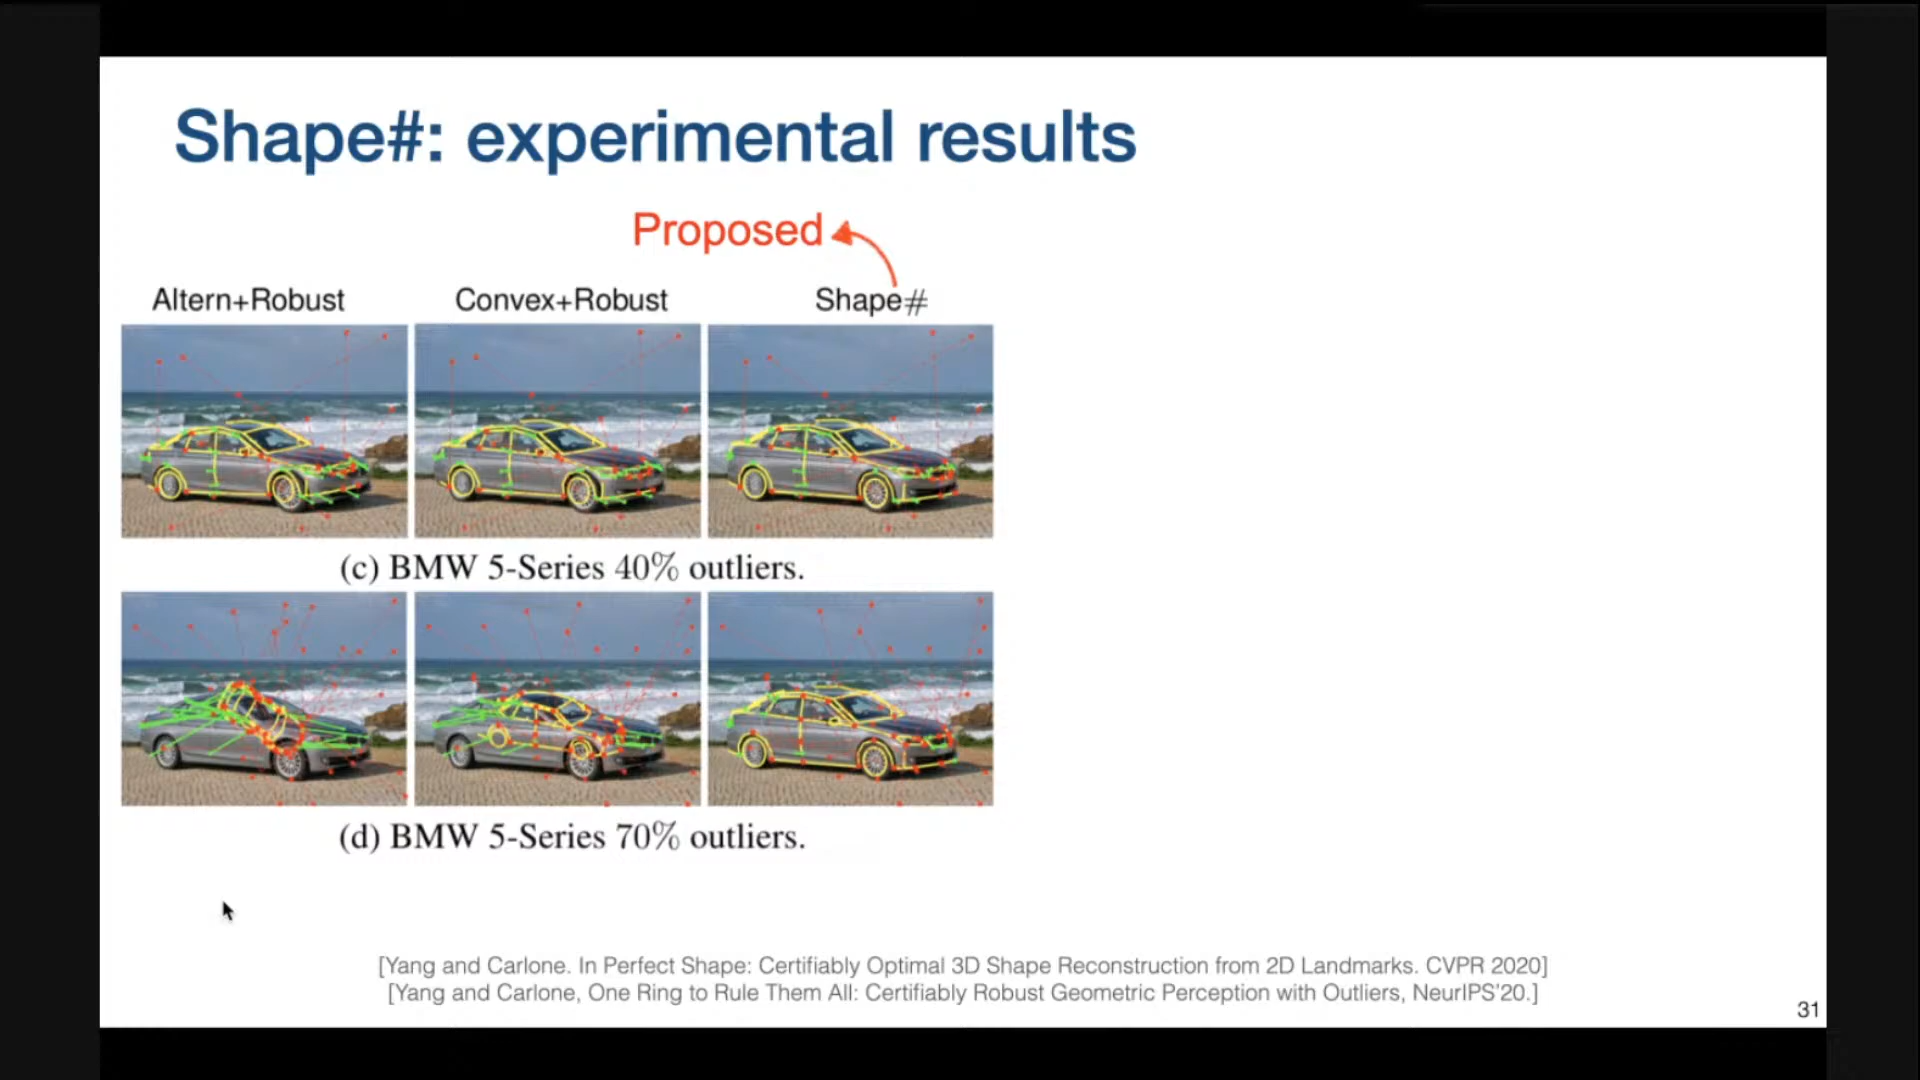 Shape#: experimental results
Proposed
Altern+Robust Convex+Robust Shape#
(c) BMW 5-Series 40% outliers.
(d) BMW 5-Series 70% outliers.
[Yang and Carlone. In Perfect Shape: Certifiably Optimal 3D Shape Reconstruction from 2D Landmarks. CVPR 2020]
[Yang and Carlone, One Ring to Rule Them All: Certifiably Robust Geometric Perception with Outliers, NeurIPS'20.]
31